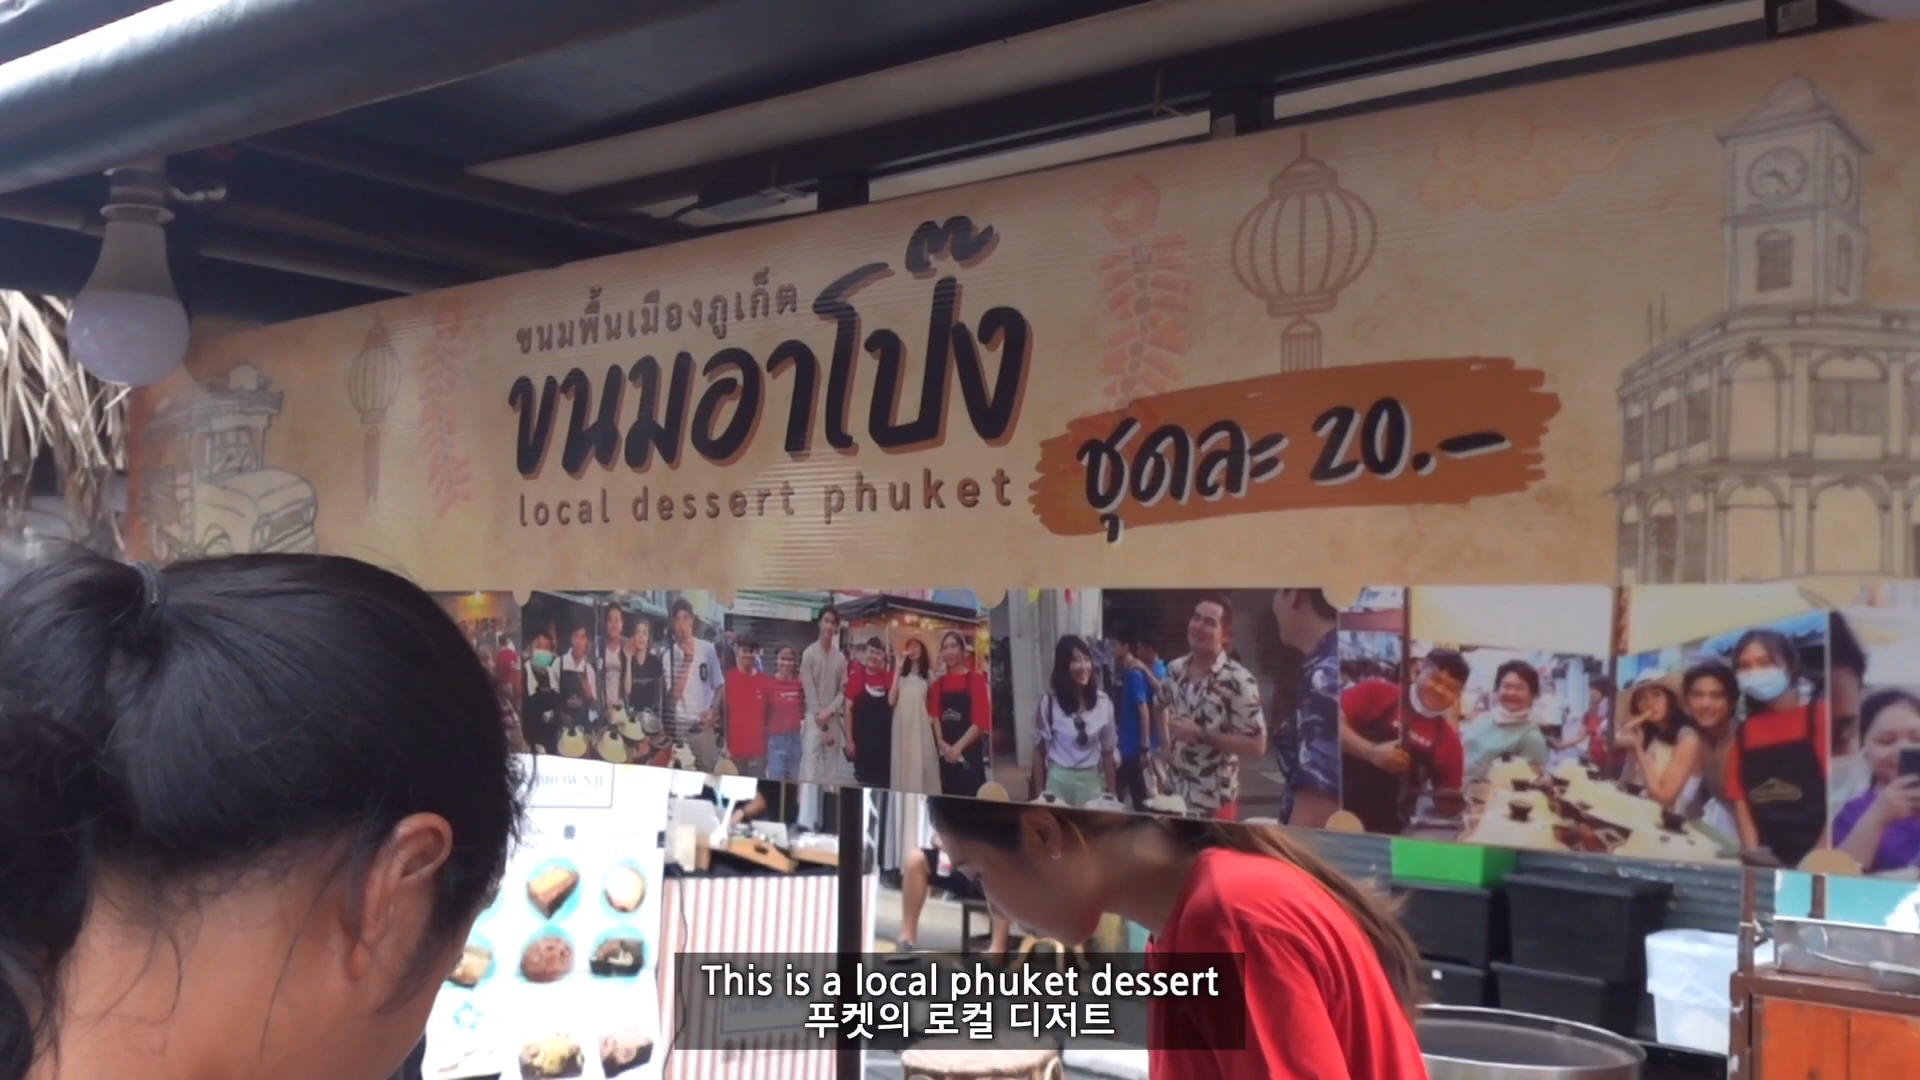 ขนมพื้นเมืองภูเก็ต
ขนมอาโป๊ง
local dessert phuket
ชุดละ 20.-
BROWNIE
This is a local phuket dessert
푸켓의 로컬 디저트